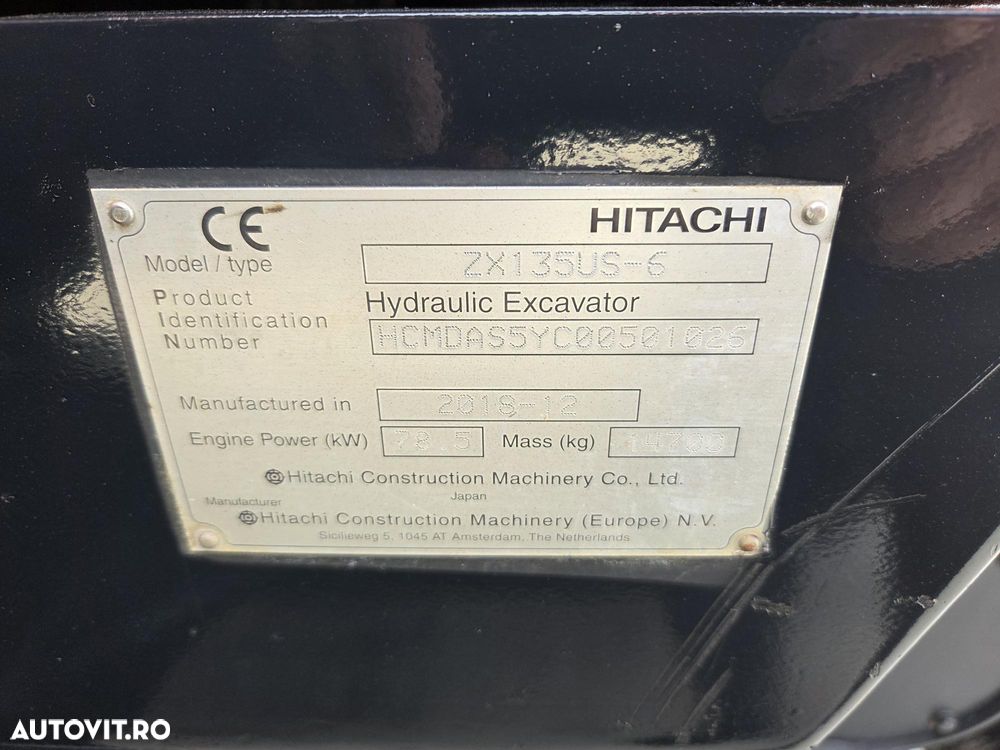 CE HITACHI
Model / type ZX135US-6
Product Hydraulic Excavator
Identification
Number HCMDAS5YC00501026
Manufactured in 2018-12
Engine Power (kW) 78.5 Mass (kg) 14700
Hitachi Construction Machinery Co., Ltd.
Japan
Manufacturer
Hitachi Construction Machinery (Europe) N.V.
Sicilieweg 5, 1045 AT Amsterdam, The Netherlands
AUTOVIT.RO